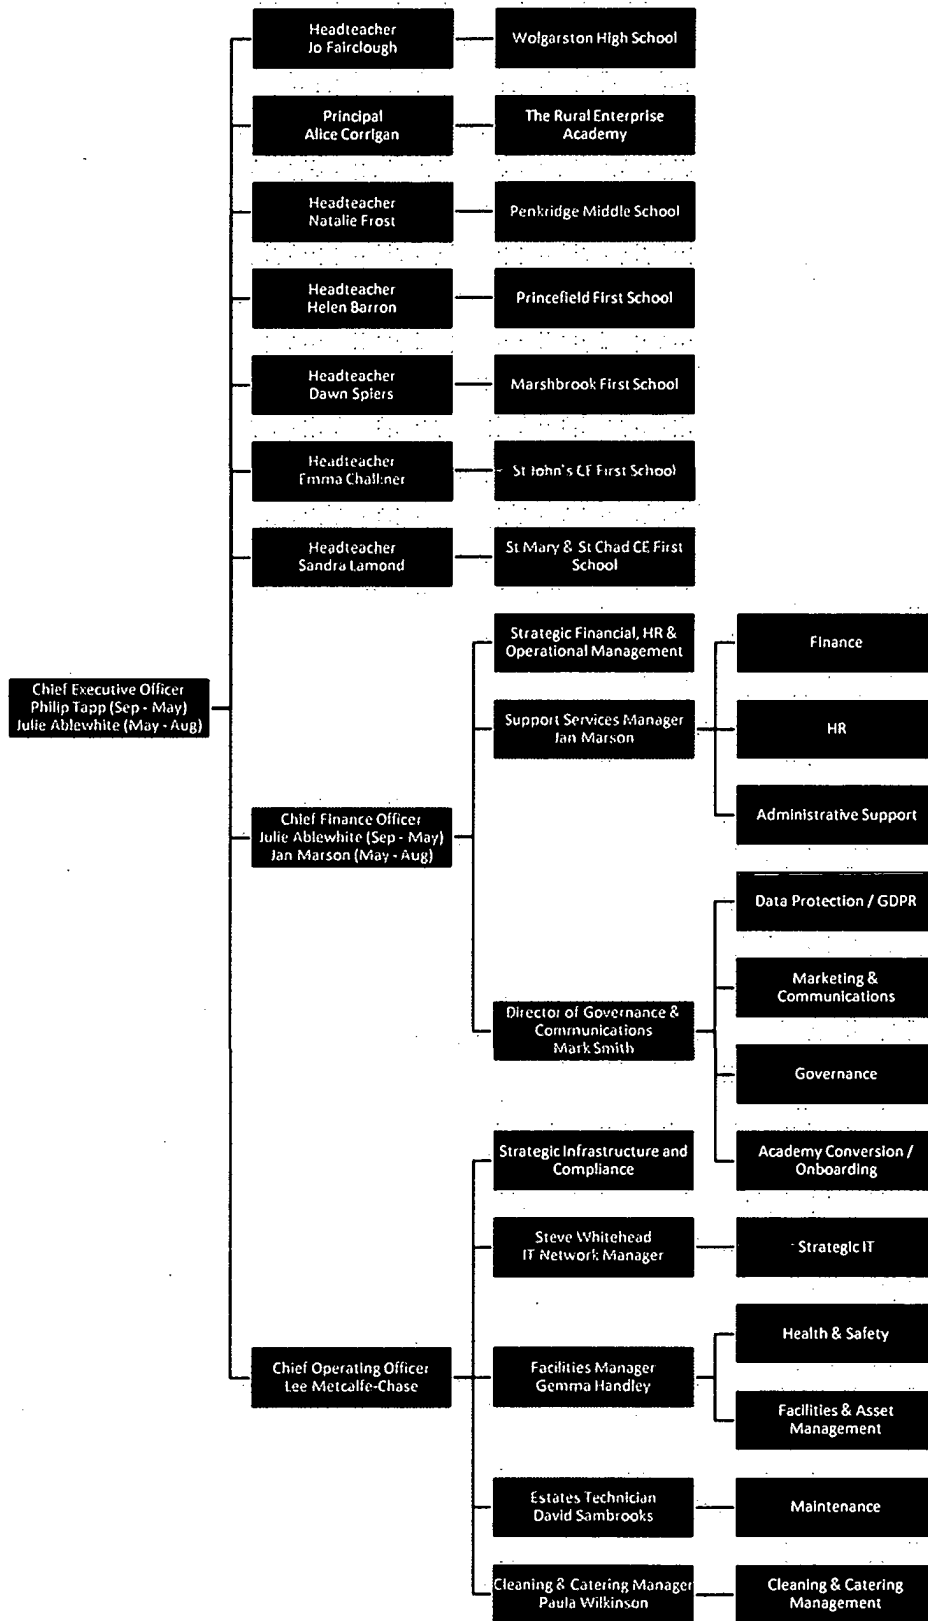 Headteacher
Jo Fairclough
Wolgarston High School
Principal
Alice Corrigan
The Rural Enterprise
Academy
Headteacher
Natalie Frost
Penkridge Middle School
Headteacher
Helen Barron
Princefield First School
Headteacher
Dawn Spiers
Marshbrook First School
Headteacher
Emma Challiner
St John's CE First School
Headteacher
Sandra Lamond
St Mary & St Chad CE First
School
Chief Executive Officer
Philip Tapp (Sep - May)
Julie Ablewhite (May - Aug)
Chief Finance Officer
Julie Ablewhite (Sep - May)
Jan Marson (May - Aug)
Strategic Financial, HR &
Operational Management
Support Services Manager
Jan Marson
Finance
HR
Administrative Support
Director of Governance &
Communications
Mark Smith
Data Protection / GDPR
Marketing &
Communications
Governance
Academy Conversion /
Onboarding
Chief Operating Officer
Lee Metcalfe-Chase
Strategic Infrastructure and
Compliance
Steve Whitehead
IT Network Manager
Strategic IT
Facilities Manager
Gemma Handley
Health & Safety
Facilities & Asset
Management
Estates Technician
David Sambrooks
Maintenance
Cleaning & Catering Manager
Paula Wilkinson
Cleaning & Catering
Management